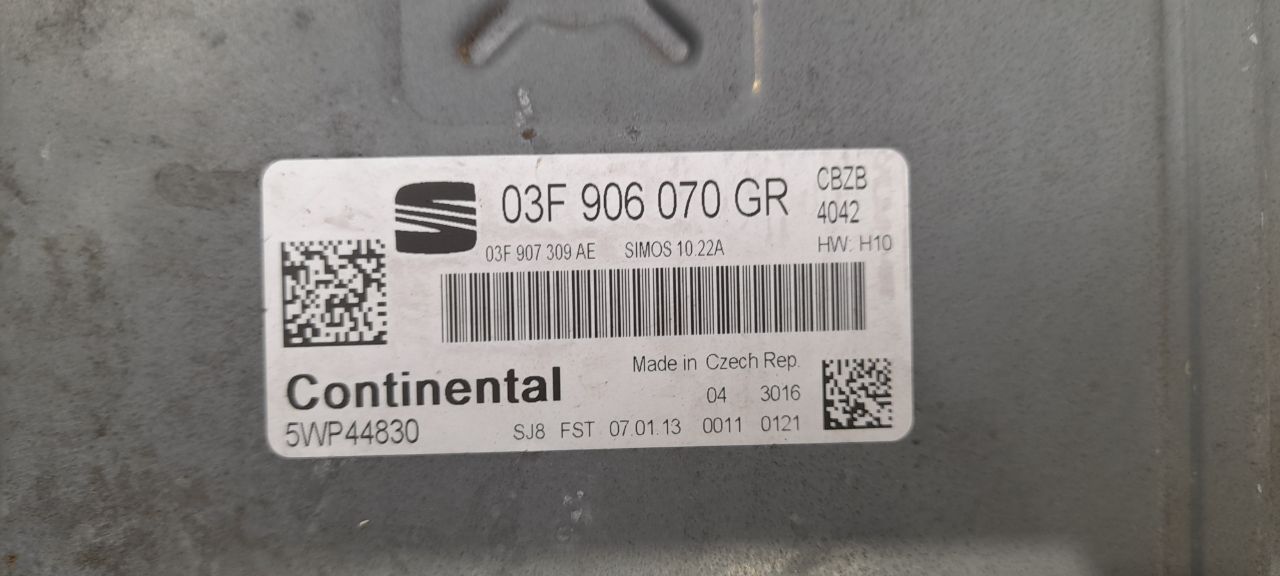 03F 906 070 GR
CBZB
4042
03F 907 309 AE SIMOS 10.22A HW: H10
Made in Czech Rep.
Continental 04 3016
5WP44830 SJ8 FST 07.01.13 0011 0121